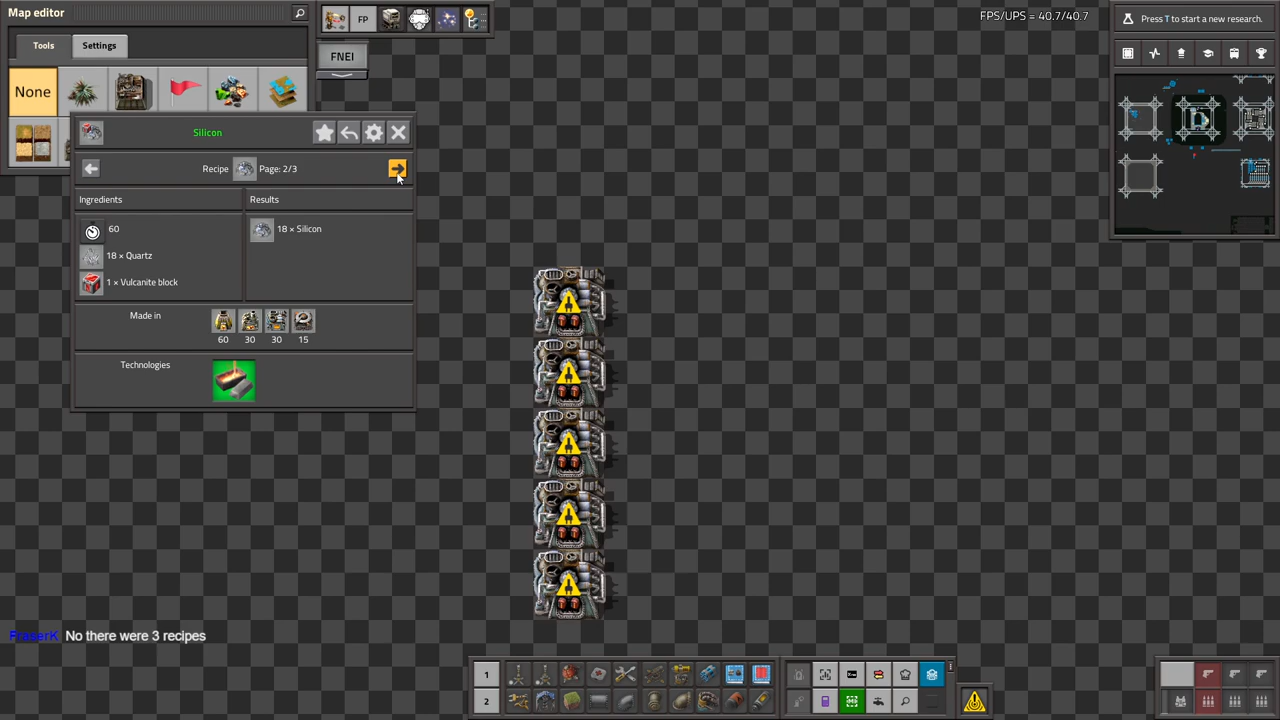 Map editor
FP
FPS/UPS = 40.7/40.7
Press T to start a new research.
Tools
Settings
FNEI
None
Silicon
Recipe
Page: 2/3
Ingredients
Results
60
18 × Silicon
18 × Quartz
1 × Vulcanite block
Made in
60
30
30
15
Technologies
FraserK No there were 3 recipes
1
2